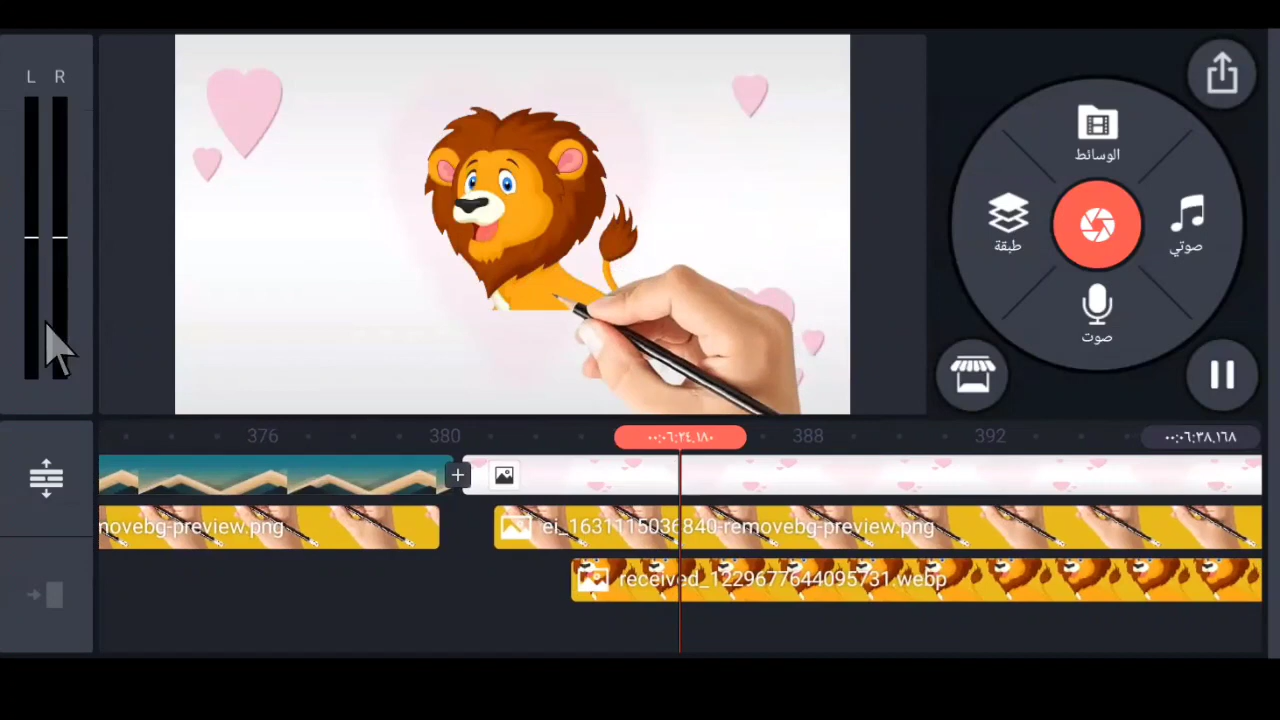 L R
الوسائط
طبقة
صوتي
صوت
376 380 ٠٠:٠٦:٢٤.١٨٠ 388 392 ٠٠:٠٦:٣٨.١٦٨
movebg-preview.png
ei_1631115036840-removebg-preview.png
received_1229677644095731.webp